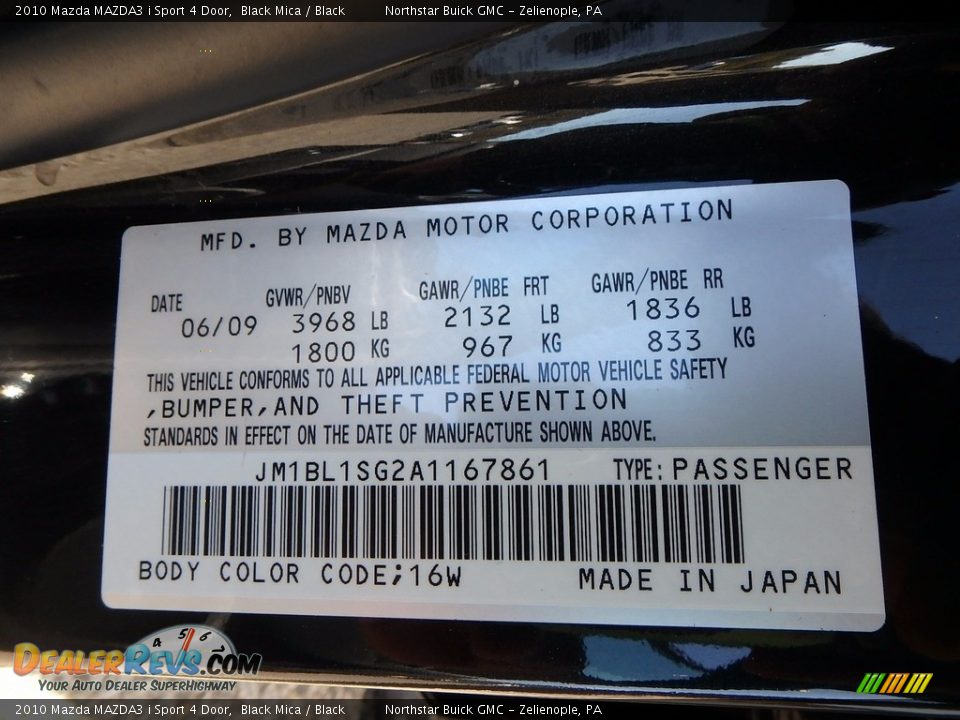 2010 Mazda MAZDA3 i Sport 4 Door, Black Mica / Black Northstar Buick GMC - Zelienople, PA
MFD. BY MAZDA MOTOR CORPORATION
DATE GVWR/PNBV GAWR/PNBE FRT GAWR/PNBE RR
06/09 3968 LB 2132 LB 1836 LB
1800 KG 967 KG 833 KG
THIS VEHICLE CONFORMS TO ALL APPLICABLE FEDERAL MOTOR VEHICLE SAFETY
,BUMPER,AND THEFT PREVENTION
STANDARDS IN EFFECT ON THE DATE OF MANUFACTURE SHOWN ABOVE.
JM1BL1SG2A1167861 TYPE: PASSENGER
BODY COLOR CODE;16W MADE IN JAPAN
4 5 6
DEALERREVS.COM
YOUR AUTO DEALER SUPERHIGHWAY
2010 Mazda MAZDA3 i Sport 4 Door, Black Mica / Black Northstar Buick GMC - Zelienople, PA